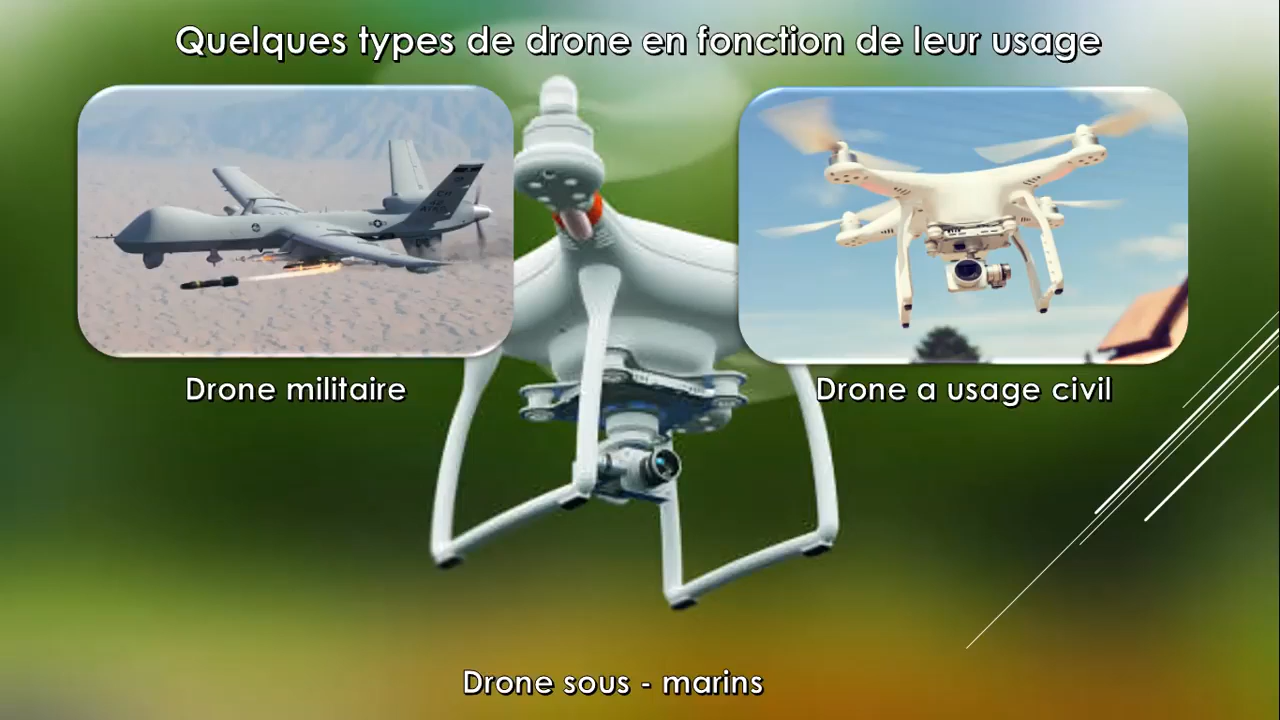 Quelques types de drone en fonction de leur usage
Drone militaire
Drone a usage civil
Drone sous - marins